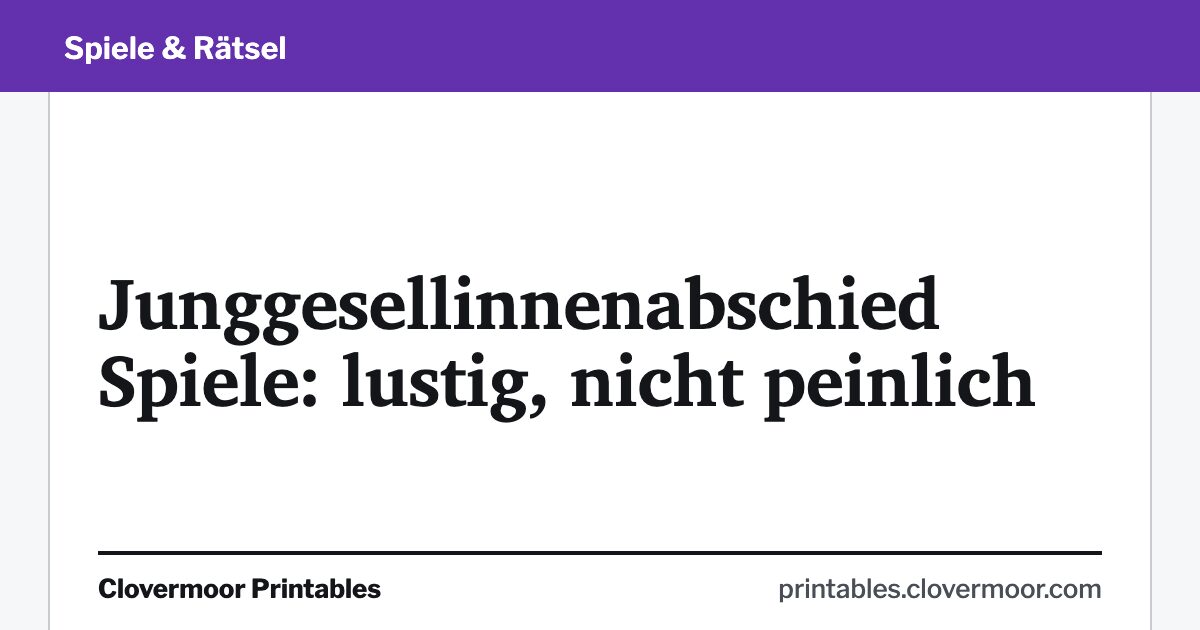 Spiele & Rätsel
Junggesellinnenabschied
Spiele: lustig, nicht peinlich
Clovermoor Printables
printables.clovermoor.com